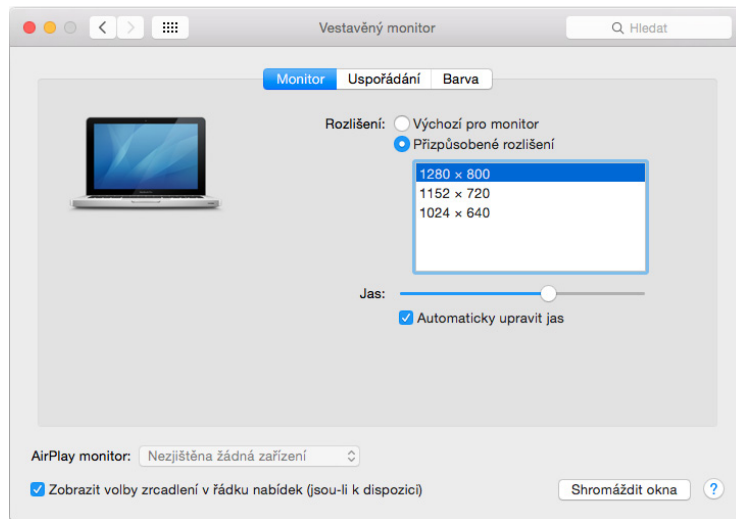 Vestavěný monitor
Hledat
Monitor Uspořádání Barva
Rozlišení: Výchozí pro monitor
Přizpůsobené rozlišení
1280 × 800
1152 × 720
1024 × 640
Jas:
Automaticky upravit jas
AirPlay monitor: Nezjištěna žádná zařízení
Zobrazit volby zrcadlení v řádku nabídek (jsou-li k dispozici)
Shromáždit okna ?